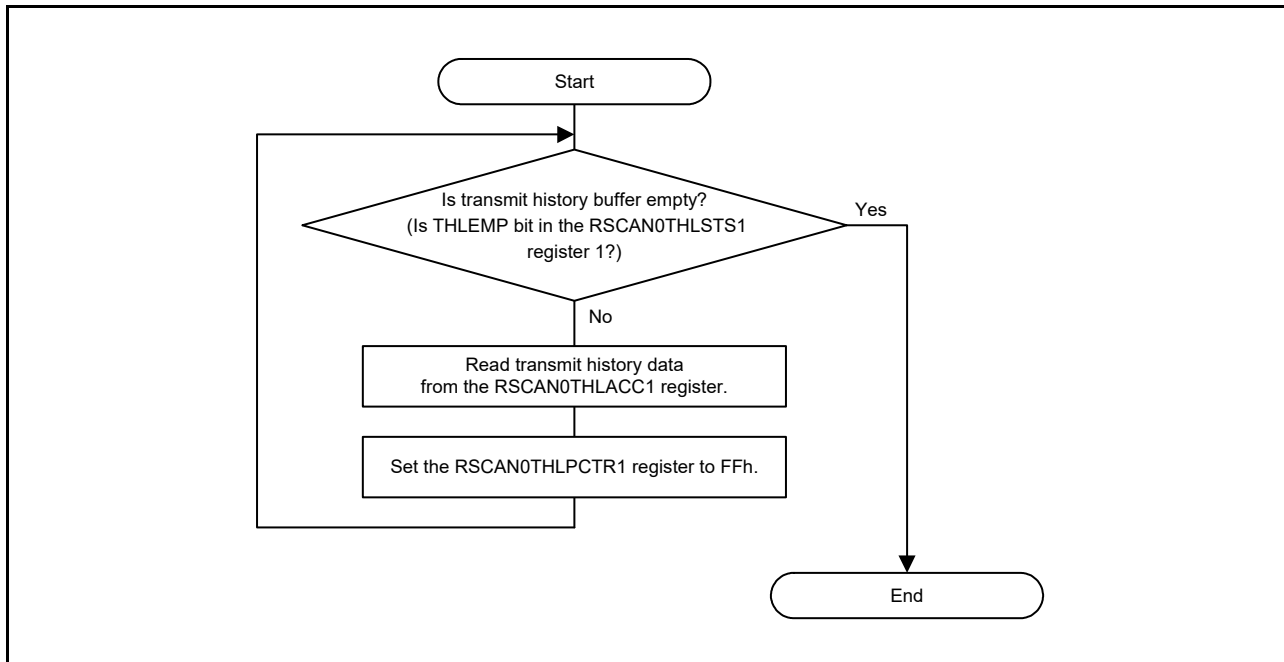 Start
Is transmit history buffer empty?
(Is THLEMP bit in the RSCAN0THLSTS1
register 1?)
Yes
No
Read transmit history data
from the RSCAN0THLACC1 register.
Set the RSCAN0THLPCTR1 register to FFh.
End